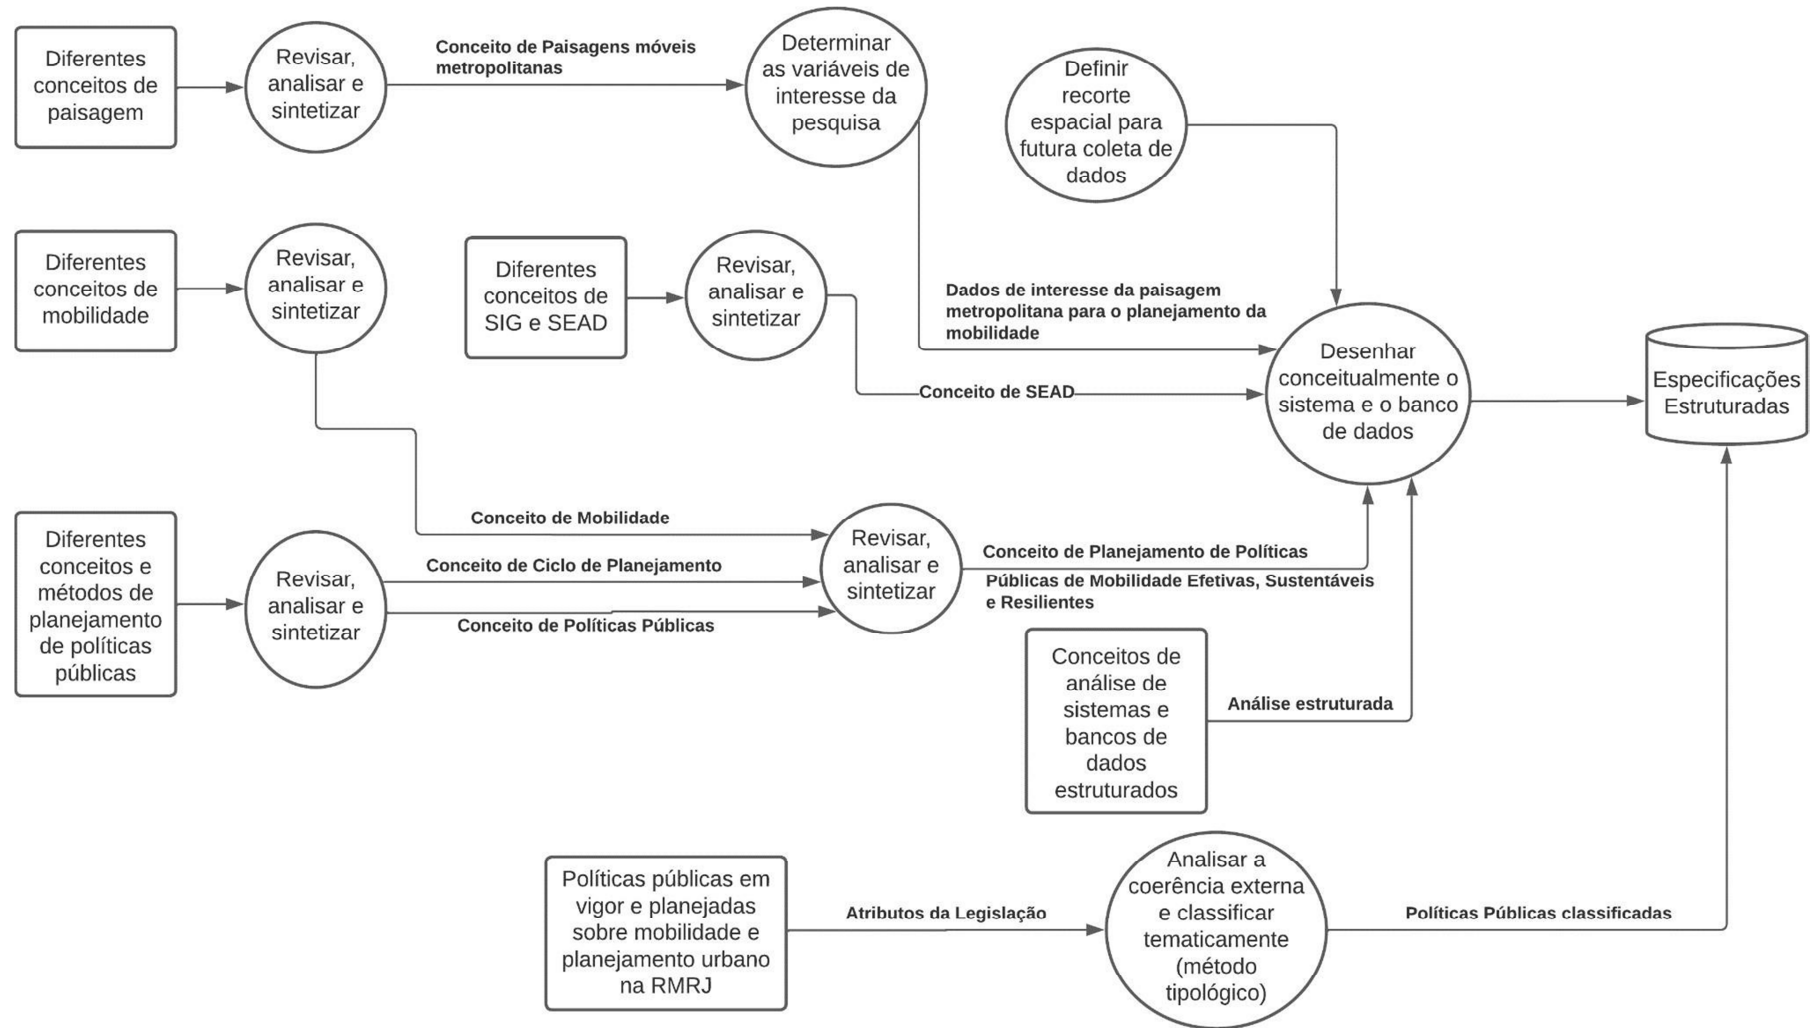 Diferentes
conceitos de
paisagem
Revisar,
analisar e
sintetizar
Conceito de Paisagens móveis
metropolitanas
Determinar
as variáveis de
interesse da
pesquisa
Definir
recorte
espacial para
futura coleta de
dados
Diferentes
conceitos de
mobilidade
Revisar,
analisar e
sintetizar
Diferentes
conceitos de
SIG e SEAD
Revisar,
analisar e
sintetizar
Dados de interesse da paisagem
metropolitana para o planejamento da
mobilidade
Conceito de SEAD
Desenhar
conceitualmente o
sistema e o banco
de dados
Especificações
Estruturadas
Diferentes
conceitos e
métodos de
planejamento
de políticas
públicas
Revisar,
analisar e
sintetizar
Conceito de Mobilidade
Conceito de Ciclo de Planejamento
Conceito de Políticas Públicas
Revisar,
analisar e
sintetizar
Conceito de Planejamento de Políticas
Públicas de Mobilidade Efetivas, Sustentáveis
e Resilientes
Conceitos de
análise de
sistemas e
bancos de
dados
estruturados
Análise estruturada
Políticas públicas em
vigor e planejadas
sobre mobilidade e
planejamento urbano
na RMRJ
Atributos da Legislação
Analisar a
coerência externa
e classificar
tematicamente
(método
tipológico)
Políticas Públicas classificadas